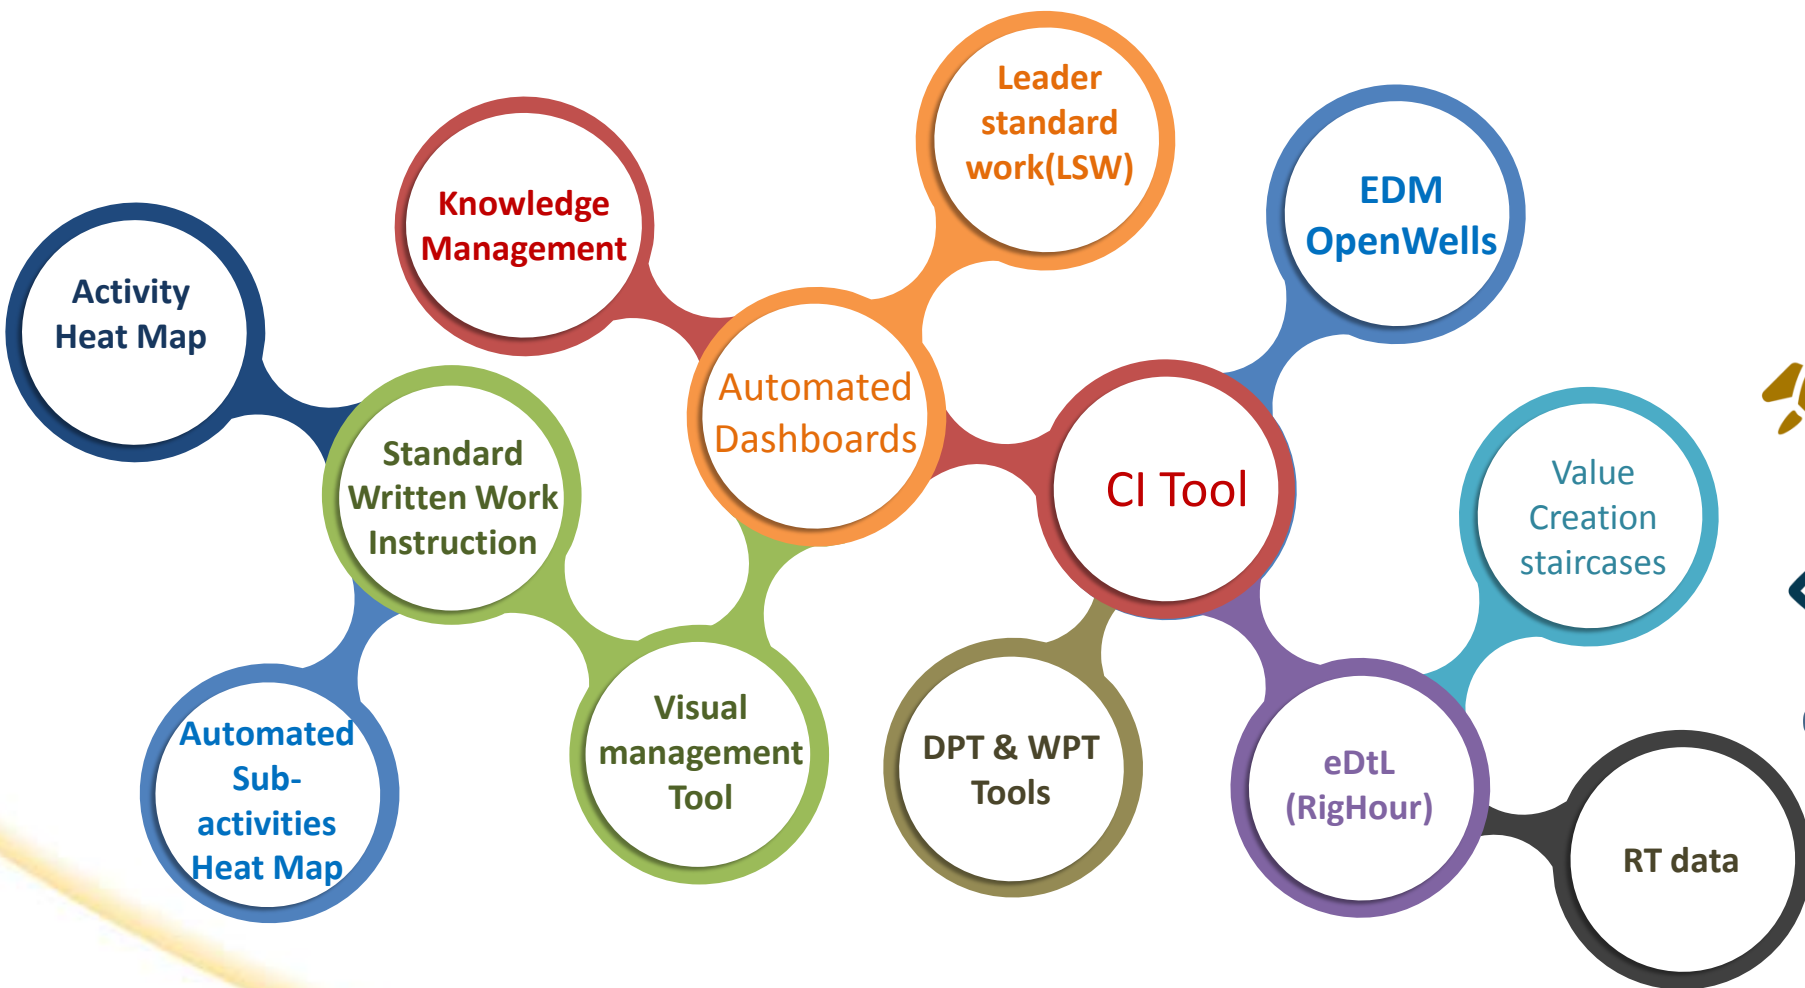 Leader
standard
work(LSW)
Knowledge
Management
EDM
OpenWells
Activity
Heat Map
Automated
Dashboards
Standard
Written Work
Instruction
CI Tool
Value
Creation
staircases
Visual
management
Tool
DPT & WPT
Tools
eDtL
(RigHour)
Automated
Sub-
activities
Heat Map
RT data